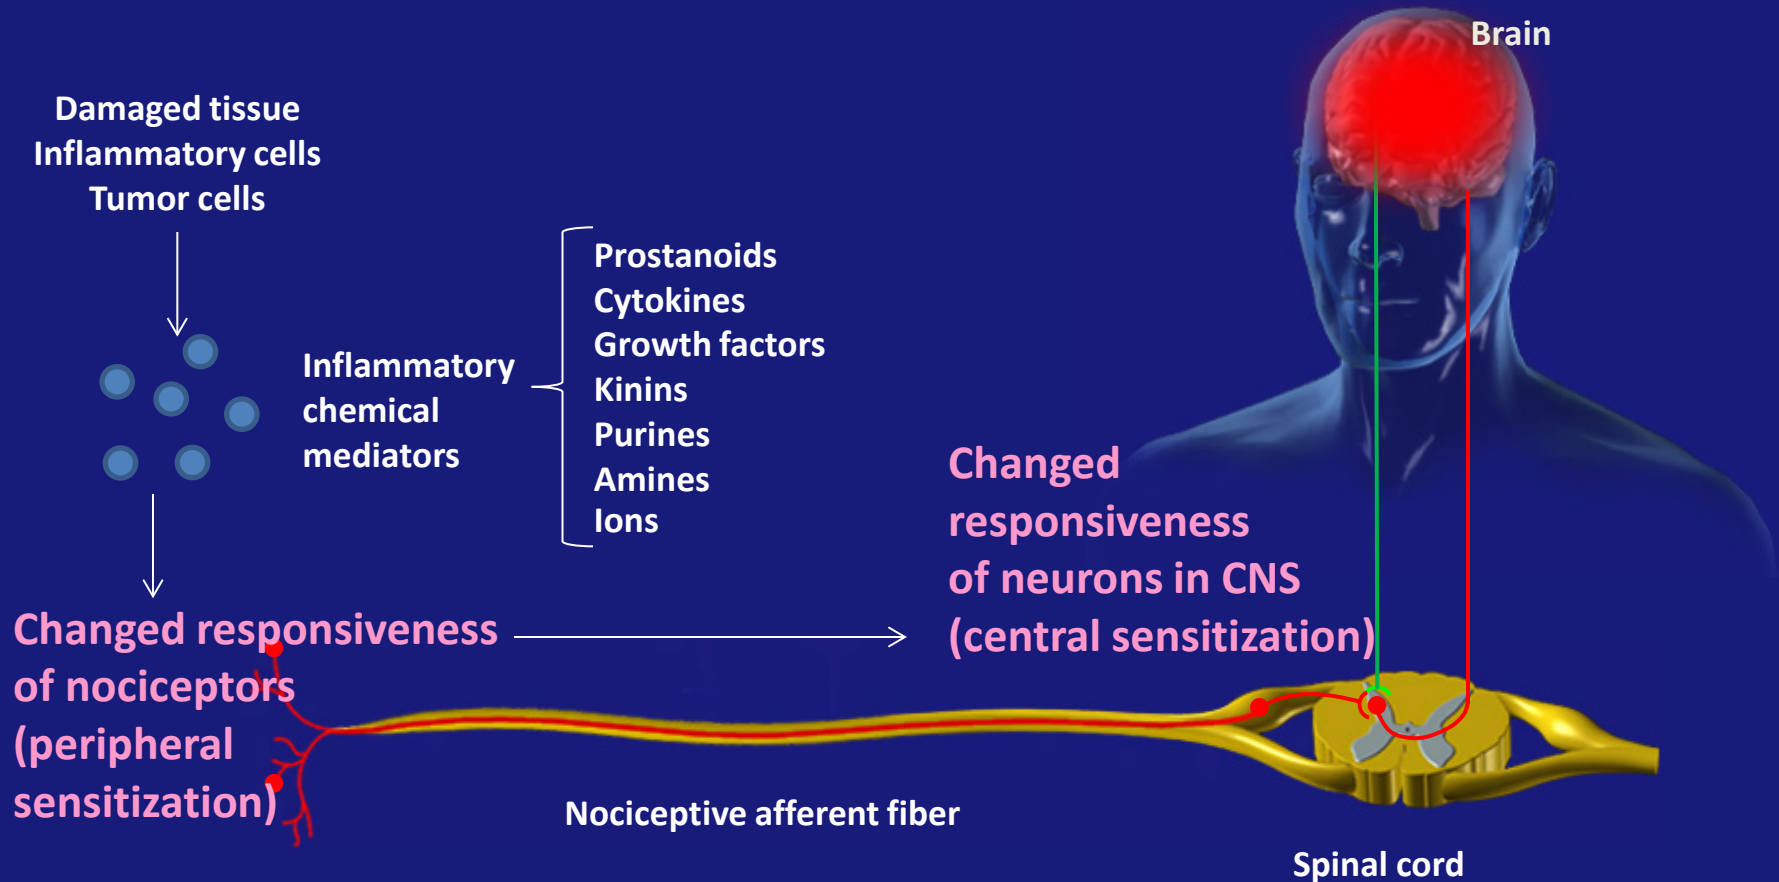 Brain
Damaged tissue
Inflammatory cells
Tumor cells
Inflammatory
chemical
mediators
Prostanoids
Cytokines
Growth factors
Kinins
Purines
Amines
Ions
Changed
responsiveness
of neurons in CNS
(central sensitization)
Changed responsiveness
of nociceptors
(peripheral
sensitization)
Nociceptive afferent fiber
Spinal cord